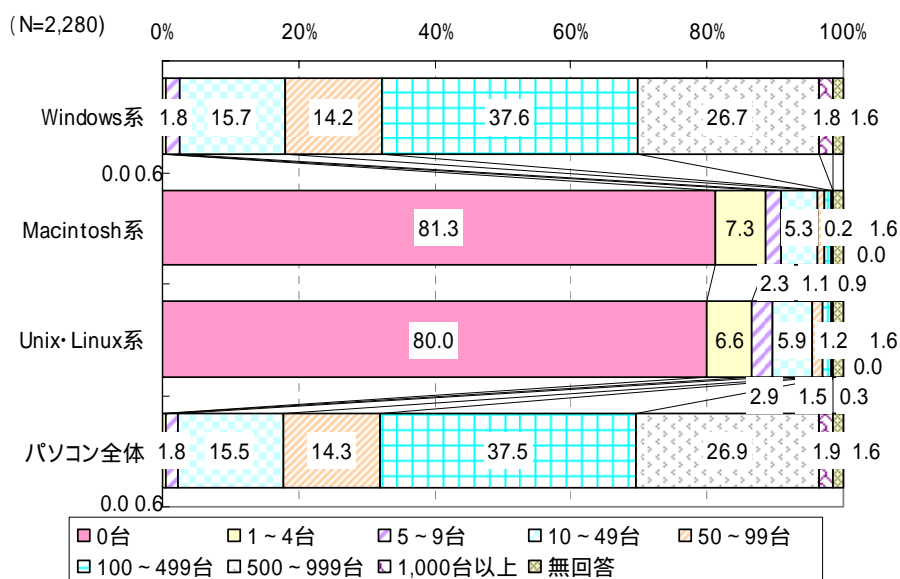 (N=2,280)
0% 20% 40% 60% 80% 100%
Windows系 1.8 15.7 14.2 37.6 26.7 1.8 1.6
0.0 0.6
Macintosh系 81.3 7.3 5.3 0.2 1.6
0.0
2.3 1.1 0.9
Unix・Linux系 80.0 6.6 5.9 1.2 1.6
0.0
2.9 1.5 0.3
パソコン全体 1.8 15.5 14.3 37.5 26.9 1.9 1.6
0.0 0.6
0台 1~4台 5~9台 10~49台 50~99台
100~499台 500~999台 1,000台以上 無回答